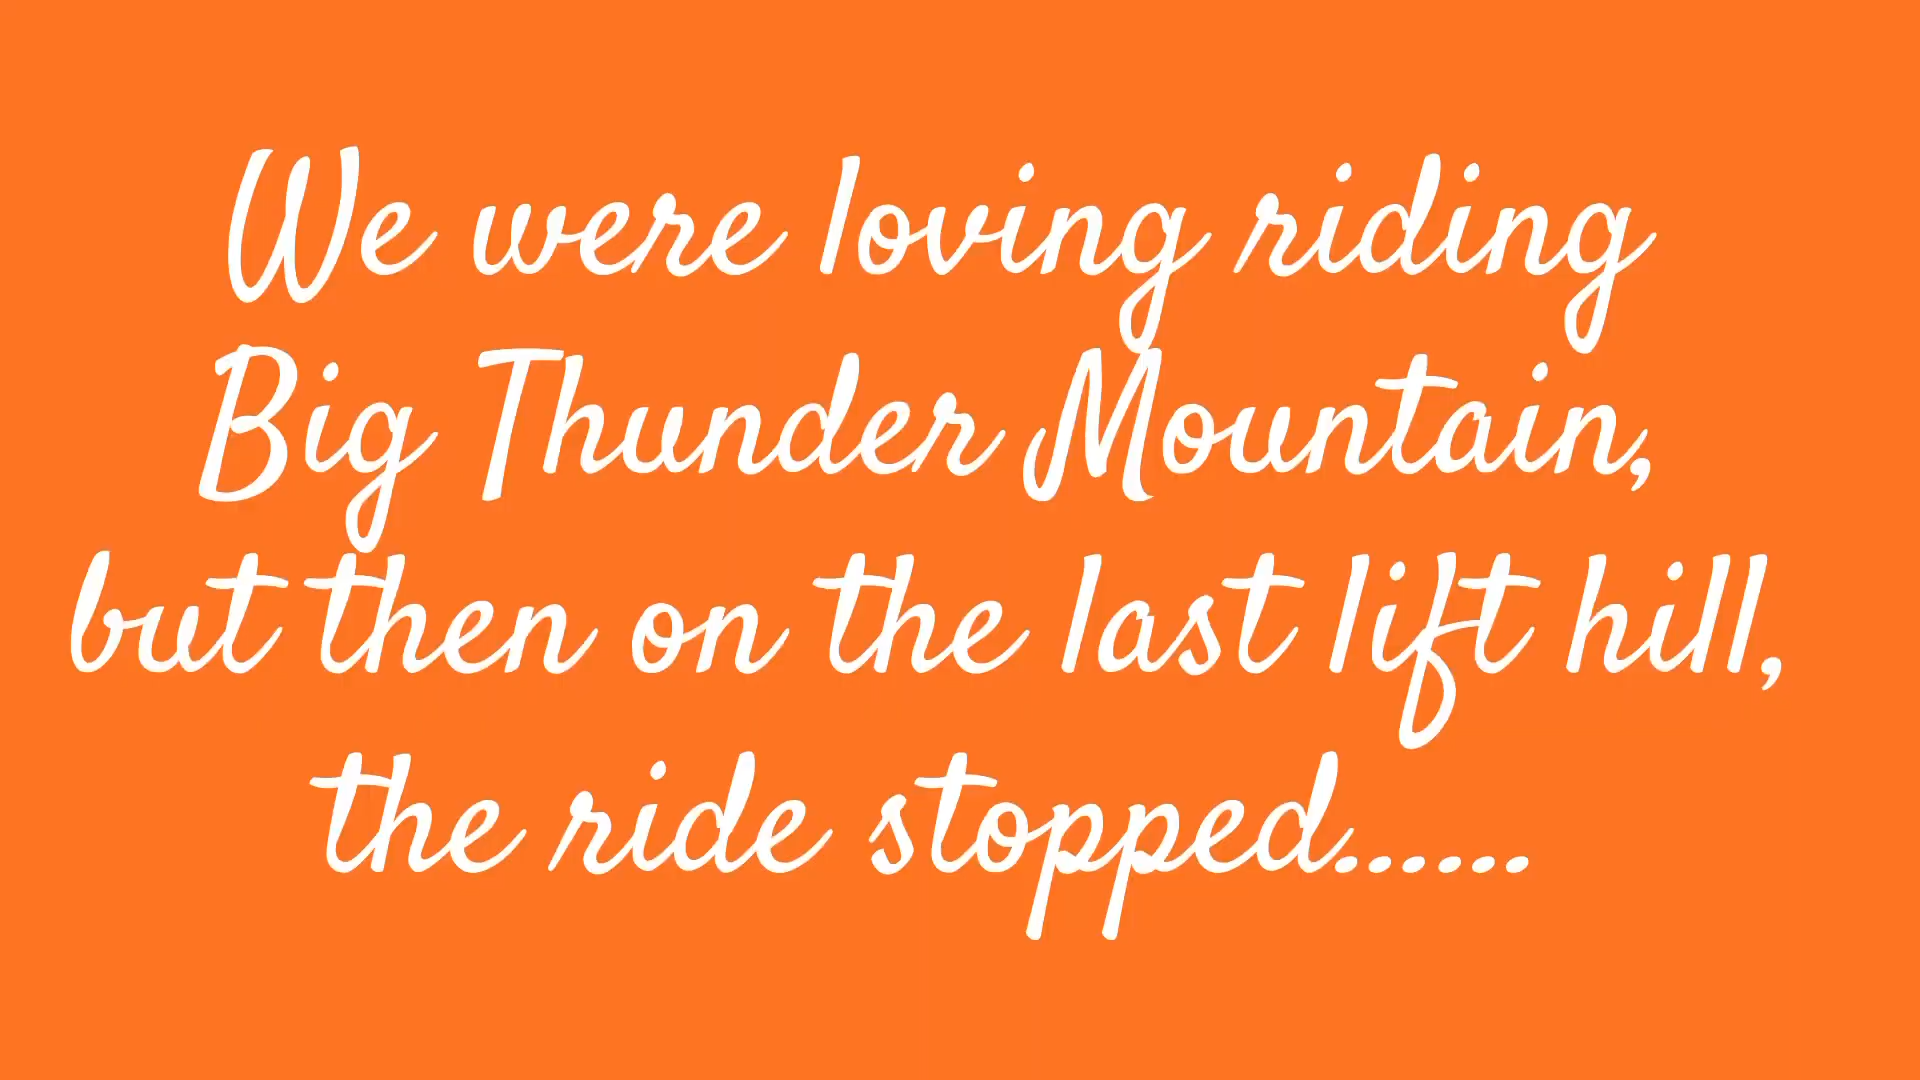 We were loving riding
Big Thunder Mountain,
but then on the last lift hill,
the ride stopped......